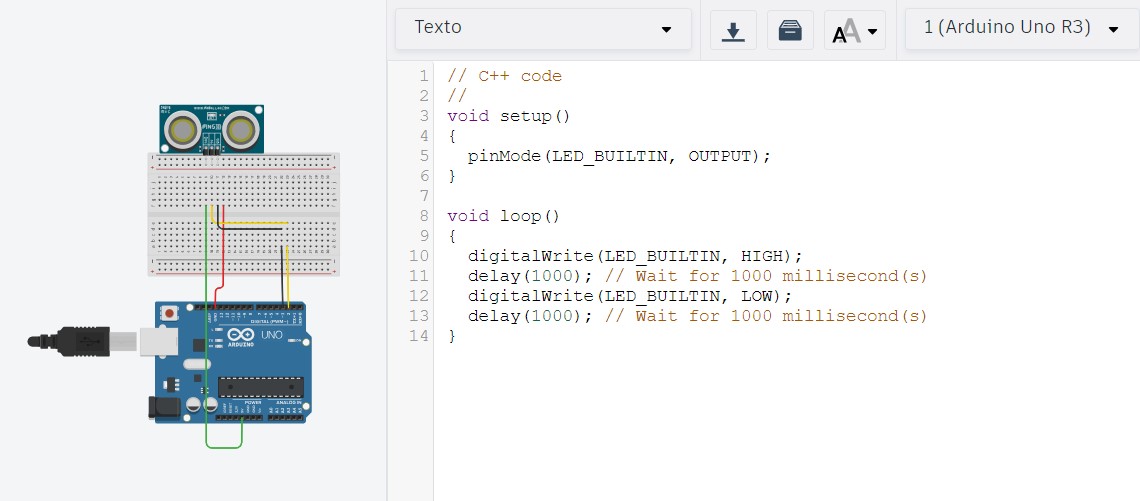 Texto
1 (Arduino Uno R3)
1 // C++ code
2 //
3 void setup()
4 {
5   pinMode(LED_BUILTIN, OUTPUT);
6 }
7
8 void loop()
9 {
10   digitalWrite(LED_BUILTIN, HIGH);
11   delay(1000); // Wait for 1000 millisecond(s)
12   digitalWrite(LED_BUILTIN, LOW);
13   delay(1000); // Wait for 1000 millisecond(s)
14 }
DIGITAL (PWM~)
UNO
ARDUINO
POWER
ANALOG IN